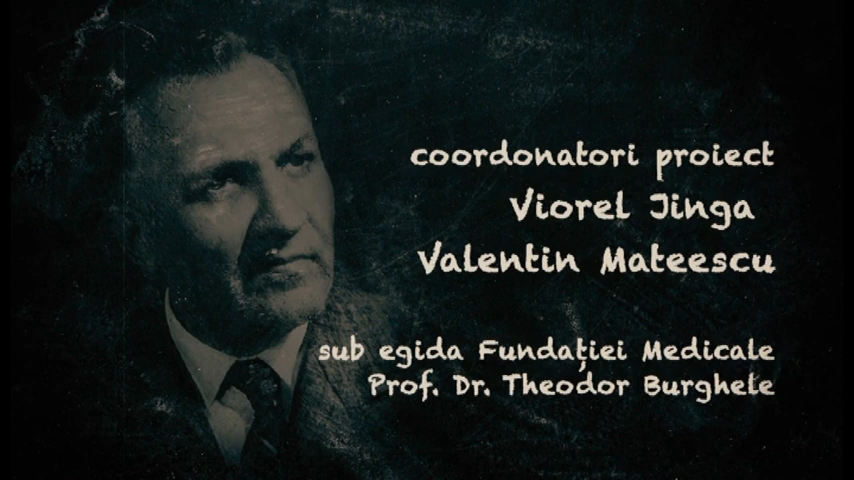 coordonatori proiect
Viorel Jinga
Valentin Mateescu
sub egida Fundației Medicale
Prof. Dr. Theodor Burghele